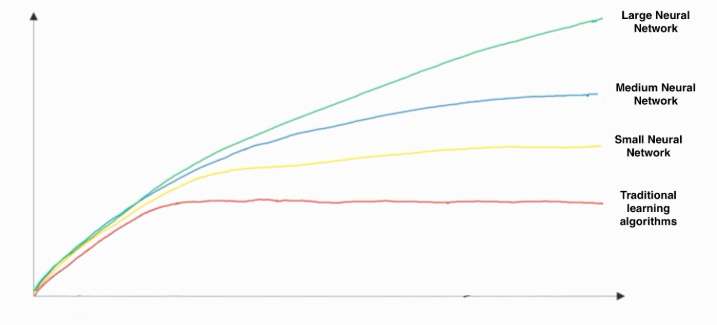 Large Neural
Network
Medium Neural
Network
Small Neural
Network
Traditional
learning
algorithms